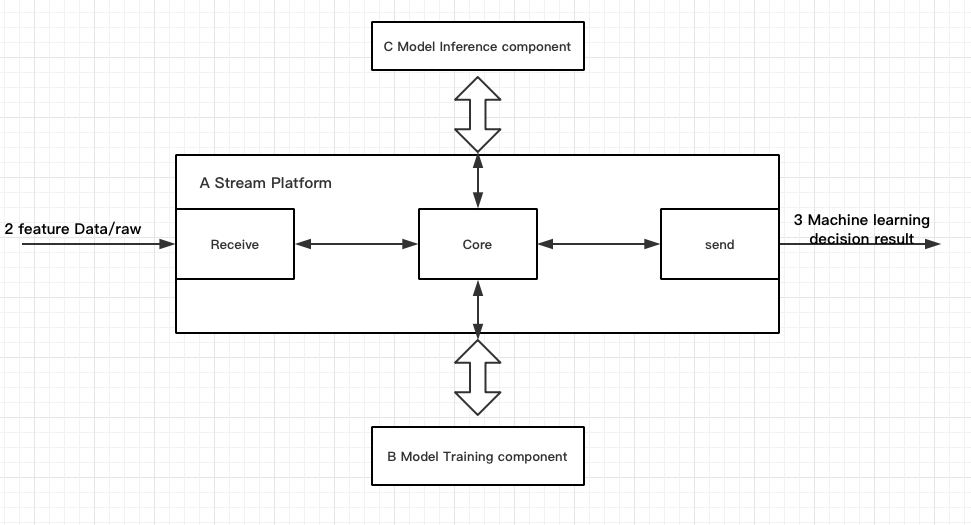 C Model Inference component
A Stream Platform
2 feature Data/raw
Receive
Core
send
3 Machine learning
decision result
B Model Training component